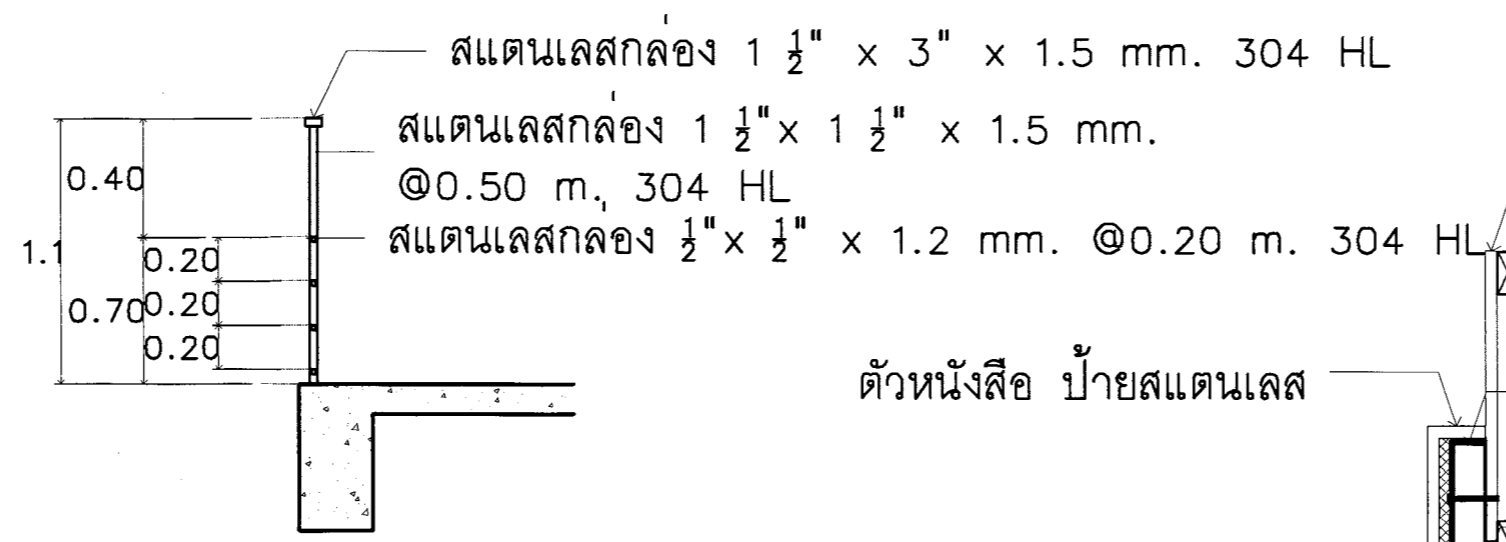 สแตนเลสกล่อง 1 ½" x 3" x 1.5 mm. 304 HL
สแตนเลสกล่อง 1 ½" x 1 ½" x 1.5 mm.
@0.50 m. 304 HL
สแตนเลสกล่อง ½" x ½" x 1.2 mm. @0.20 m. 304 HL
0.40
1.1
0.20
0.70
0.20
0.20
ตัวหนังสือ ป้ายสแตนเลส